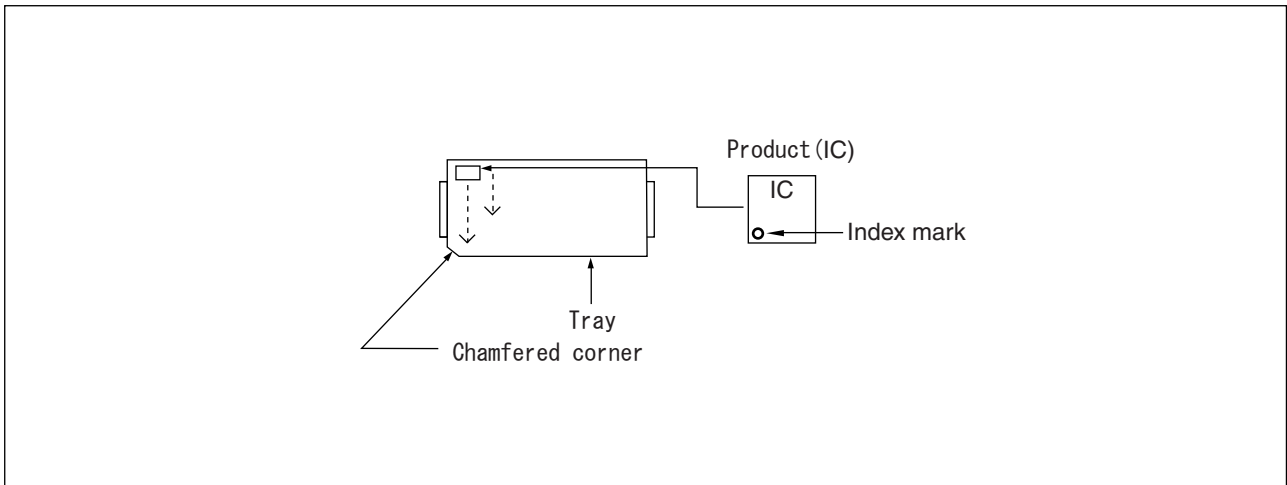 Product(IC)
IC
Index mark
Tray
Chamfered corner